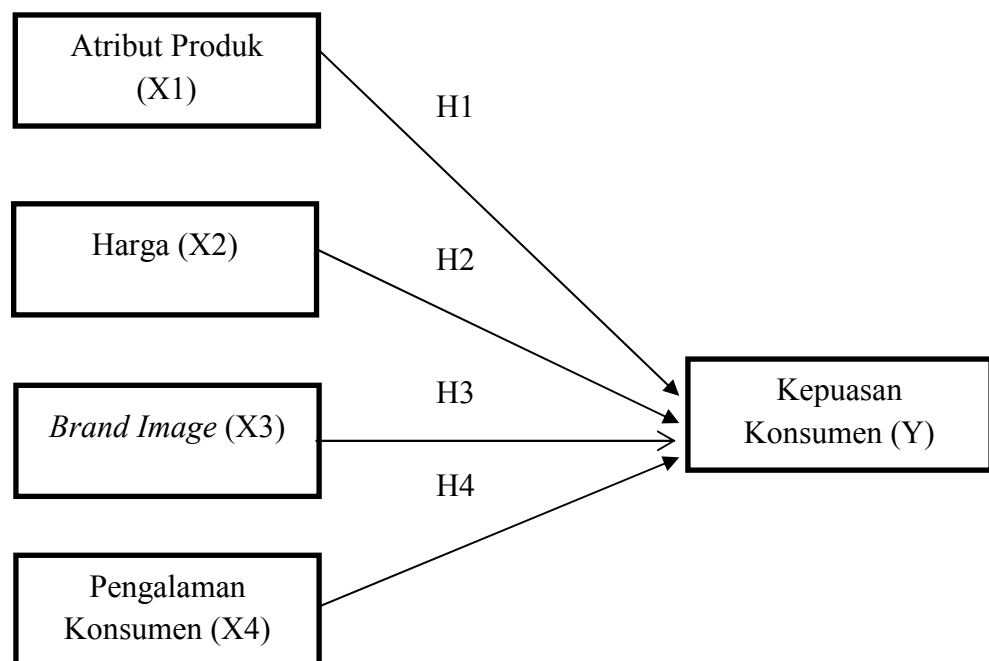 Atribut Produk
(X1)
H1
Harga (X2)
H2
Brand Image (X3)
H3
Kepuasan
Konsumen (Y)
H4
Pengalaman
Konsumen (X4)